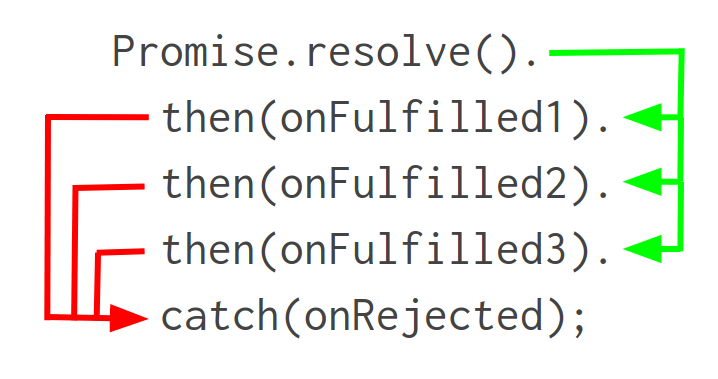 Promise.resolve().
then(onFulfilled1).
then(onFulfilled2).
then(onFulfilled3).
catch(onRejected);